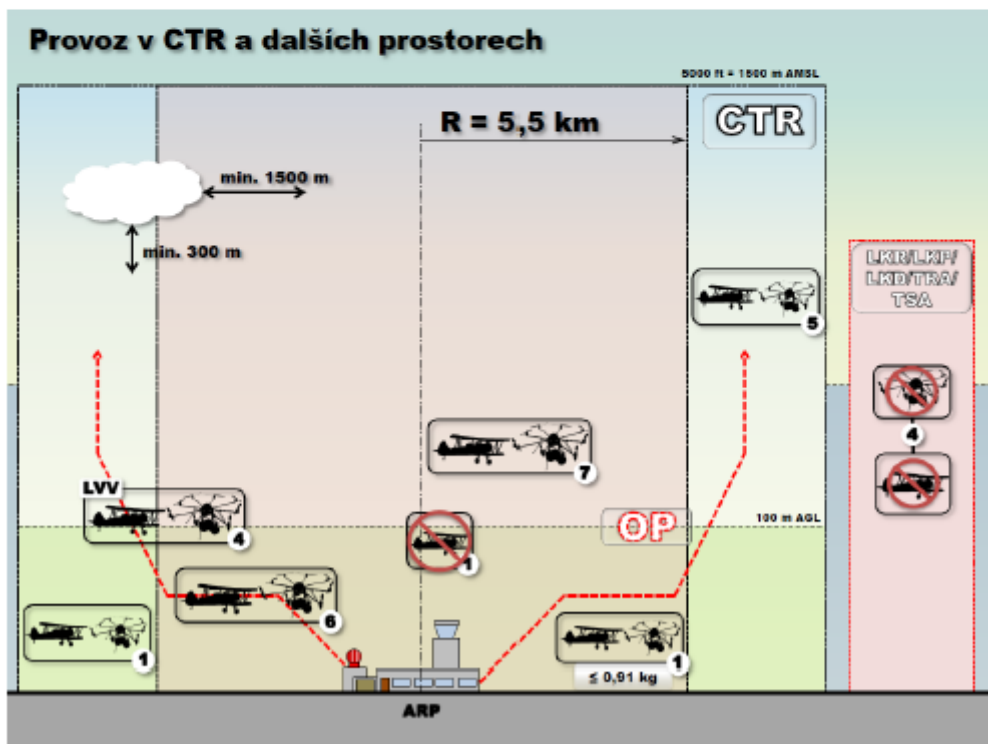 Provoz v CTR a dalších prostorech
5000 ft = 1500 m AMSL
R = 5,5 km
CTR
min. 1500 m
min. 300 m
LKR/LKP/
LKD/TRA/
TSA
5
4
7
LVV
4
OP
100 m AGL
1
6
1
1
≤ 0,91 kg
ARP